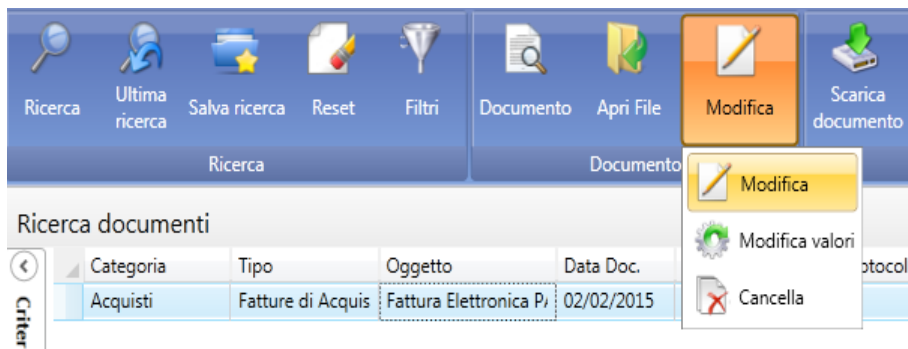 Ricerca
Ultima
ricerca
Salva ricerca
Reset
Filtri
Documento
Apri File
Modifica
Scarica
documento
Ricerca
Documento
Modifica
Modifica valori
Cancella
Ricerca documenti
Categoria Tipo Oggetto Data Doc. otocol
Acquisti Fatture di Acquis Fattura Elettronica PA 02/02/2015
Criter